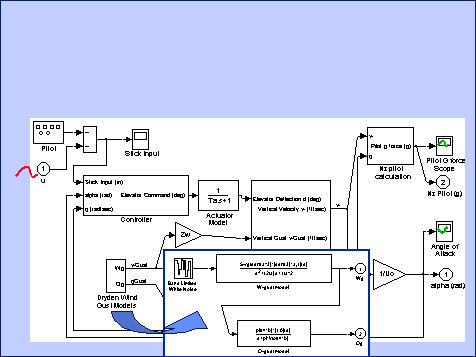 Pilot
1
u
Stick Input
Stick Input (in)
alpha (rad)
q (rad/sec)
Elevator Command (deg)
Controller
1
Ta.s+1
Actuator
Model
Elevator Deflection d (deg)
Vertical Velocity w (ft/sec)
Vertical Gust wGust (ft/sec)
w
w
q
Pilot g force (g)
Nz pilot
calculation
Pilot G force
Scope
2
Nz Pilot (g)
Angle of
Attack
1/Uo
1
alpha (rad)
Zw
Wg
Qg
wGust
qGust
Dryden Wind
Gust Models
Band Limited
White Noise
W-gust model
1
Wg
Q-gust model
2
Qg